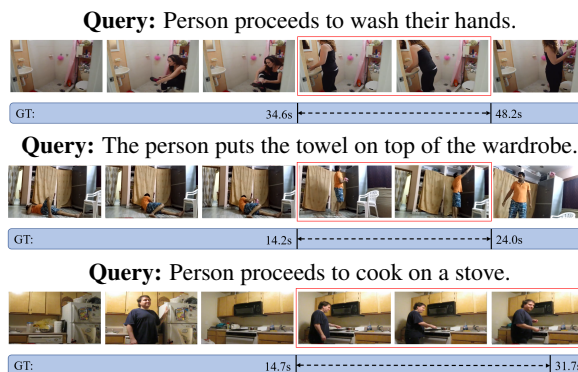 Query: Person proceeds to wash their hands.
GT: 34.6s 48.2s
Query: The person puts the towel on top of the wardrobe.
GT: 14.2s 24.0s
Query: Person proceeds to cook on a stove.
GT: 14.7s 31.7s